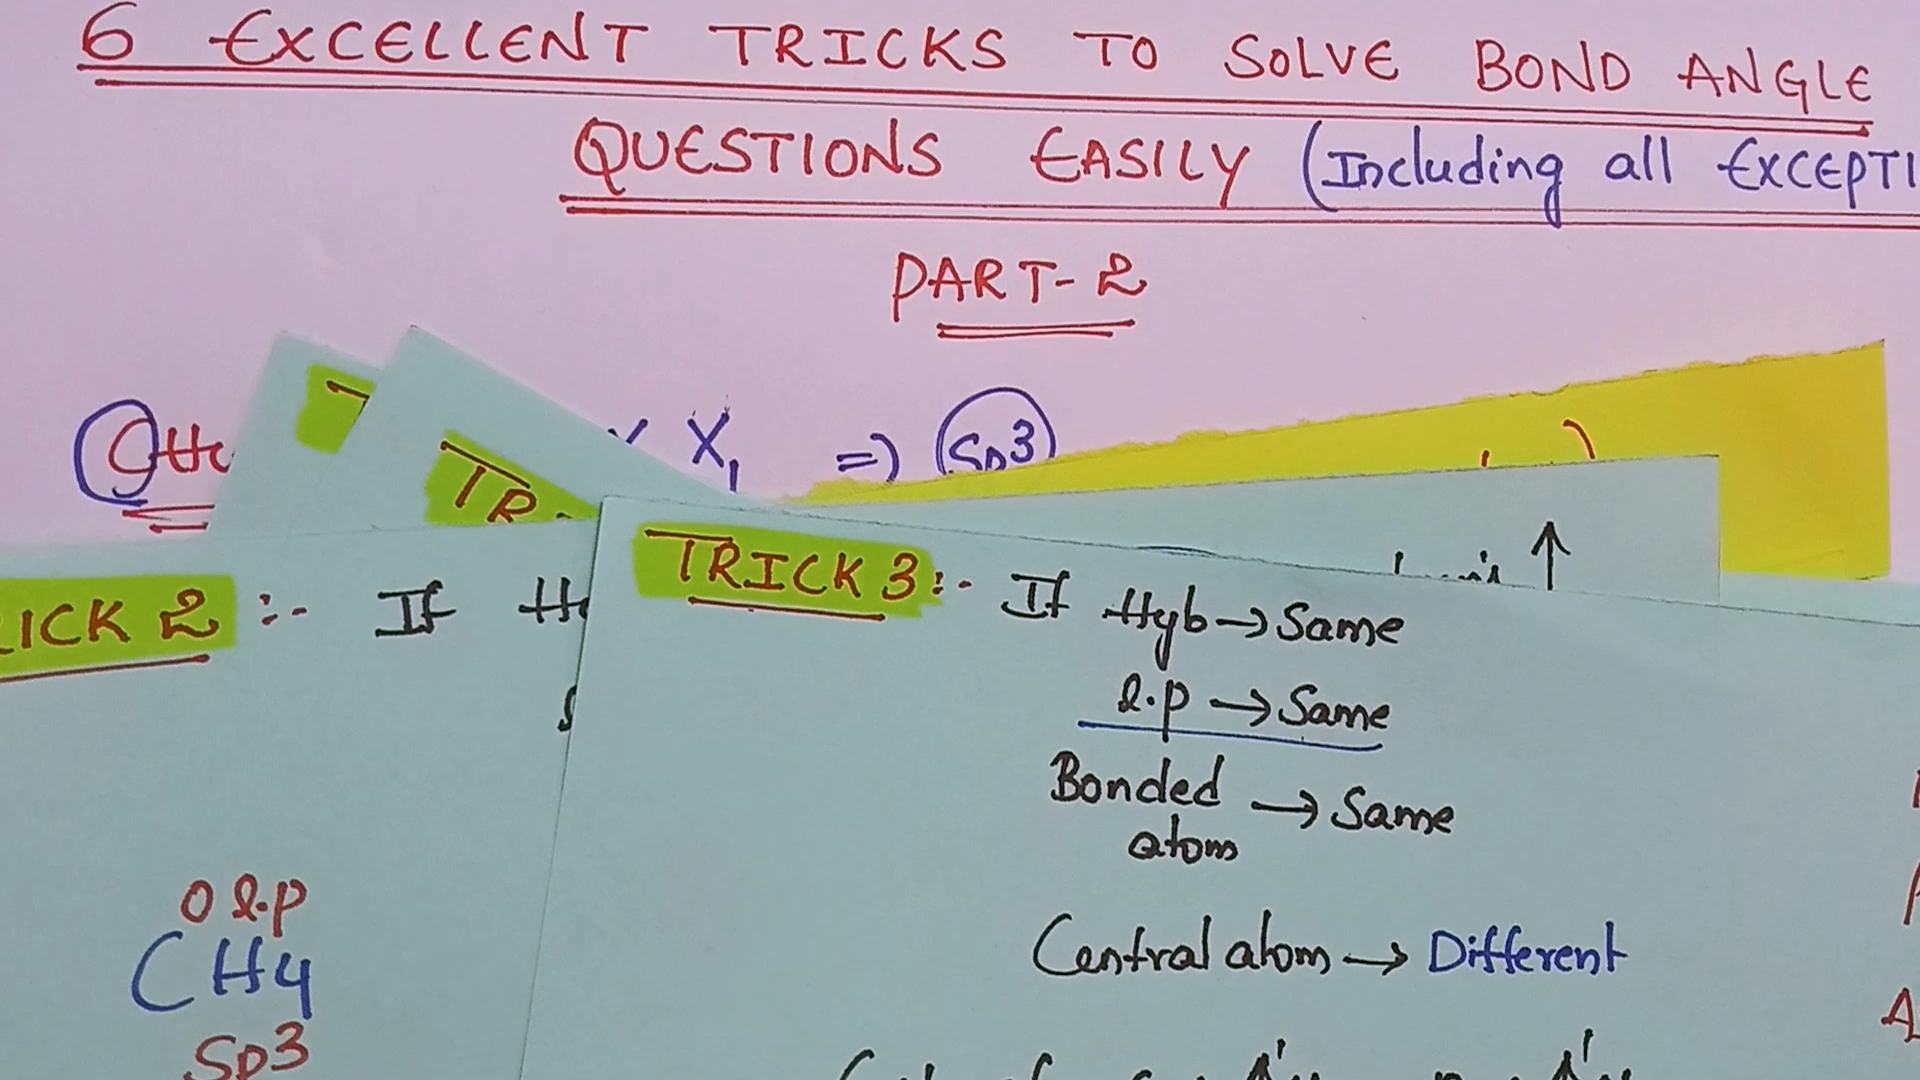 6 EXCELLENT TRICKS TO SOLVE BOND ANGLE
QUESTIONS EASILY (Including all EXCEPTI
PART-2
X₁ => sp3
TR
TRICK 3 :- If Hyb → Same
l.p → Same
Bonded atom → Same
Central atom → Different
ICK 2 :- If
0 l.p
CH4
Sp3